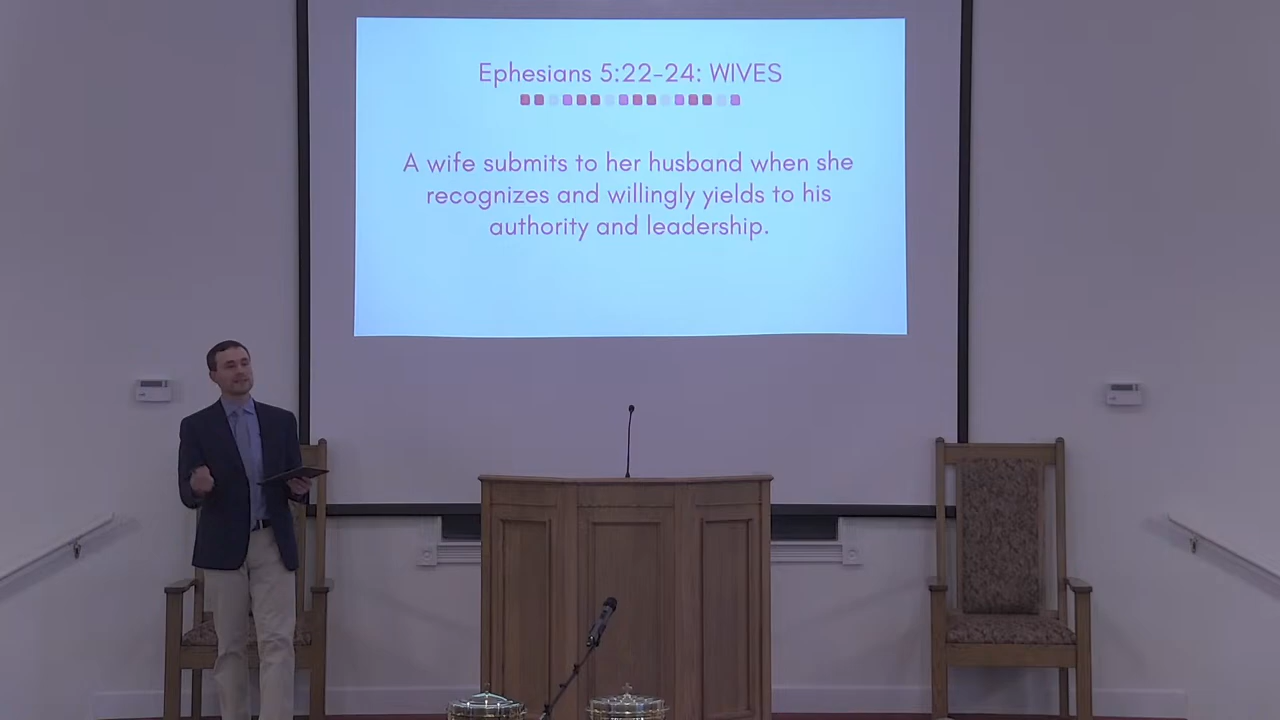 Ephesians 5:22-24: WIVES
A wife submits to her husband when she
recognizes and willingly yields to his
authority and leadership.